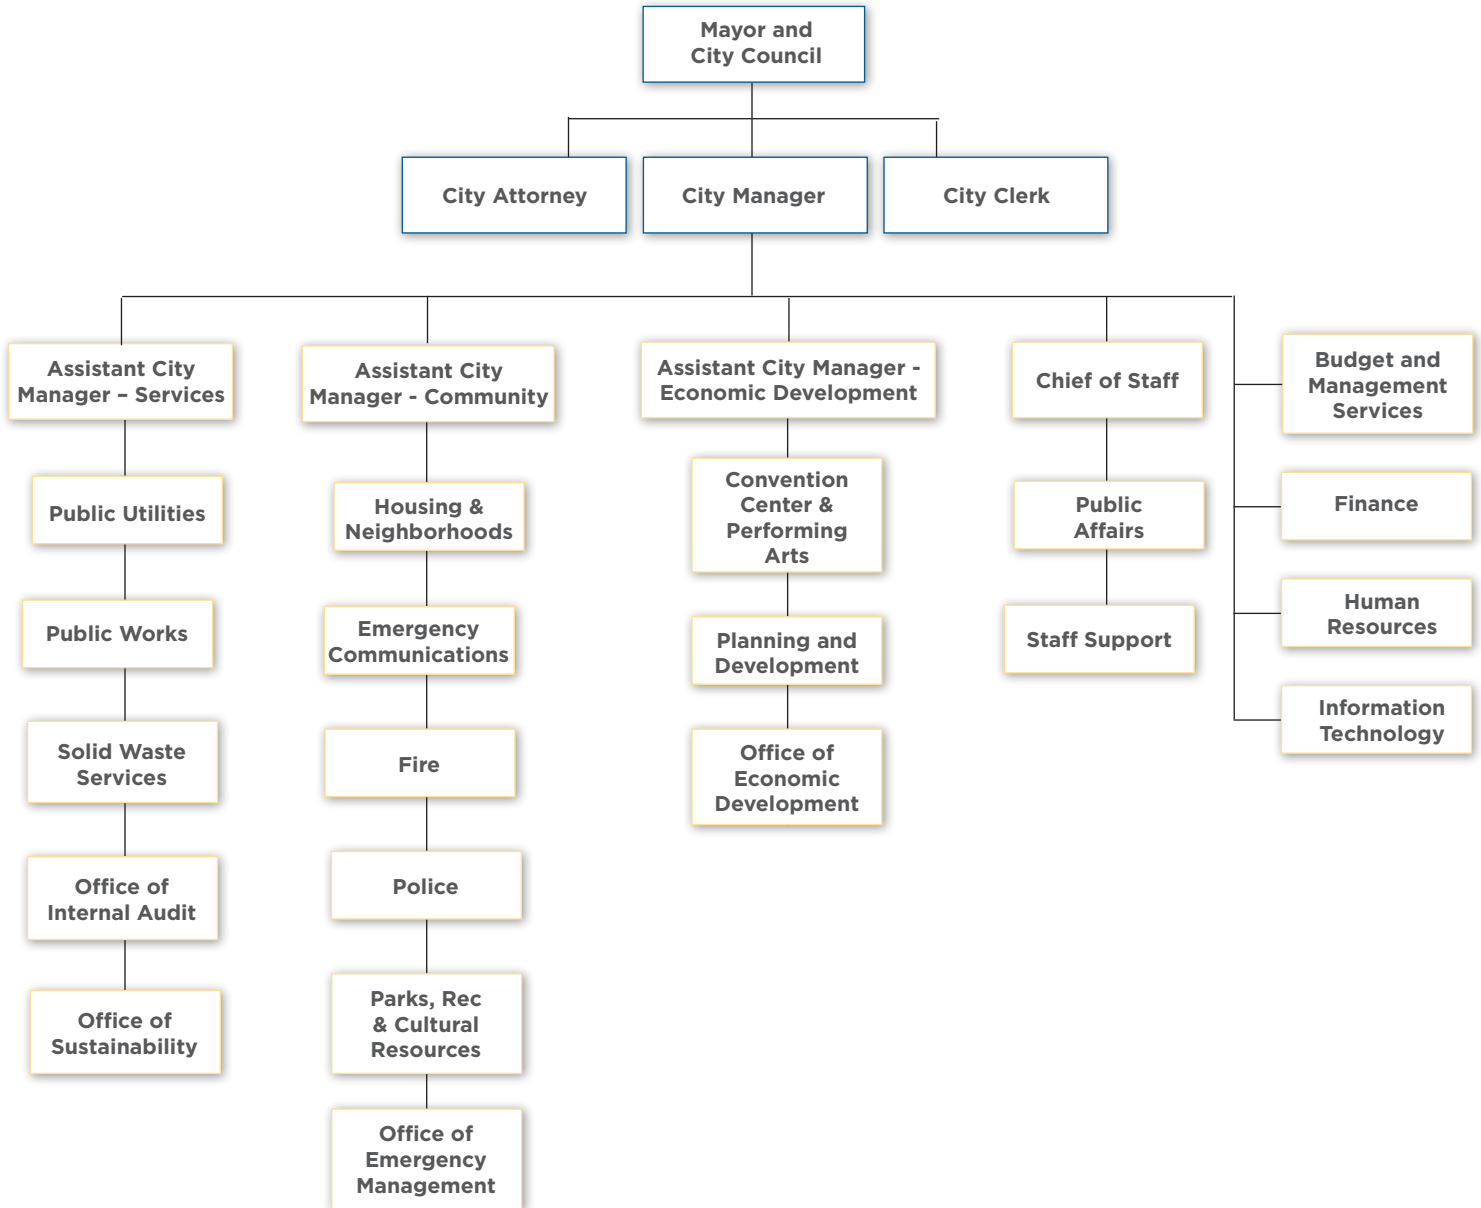 Mayor and
City Council
City Attorney
City Manager
City Clerk
Assistant City
Manager – Services
Public Utilities
Public Works
Solid Waste
Services
Office of
Internal Audit
Office of
Sustainability
Assistant City
Manager - Community
Housing &
Neighborhoods
Emergency
Communications
Fire
Police
Parks, Rec
& Cultural
Resources
Office of
Emergency
Management
Assistant City Manager -
Economic Development
Convention
Center &
Performing
Arts
Planning and
Development
Office of
Economic
Development
Chief of Staff
Public
Affairs
Staff Support
Budget and
Management
Services
Finance
Human
Resources
Information
Technology